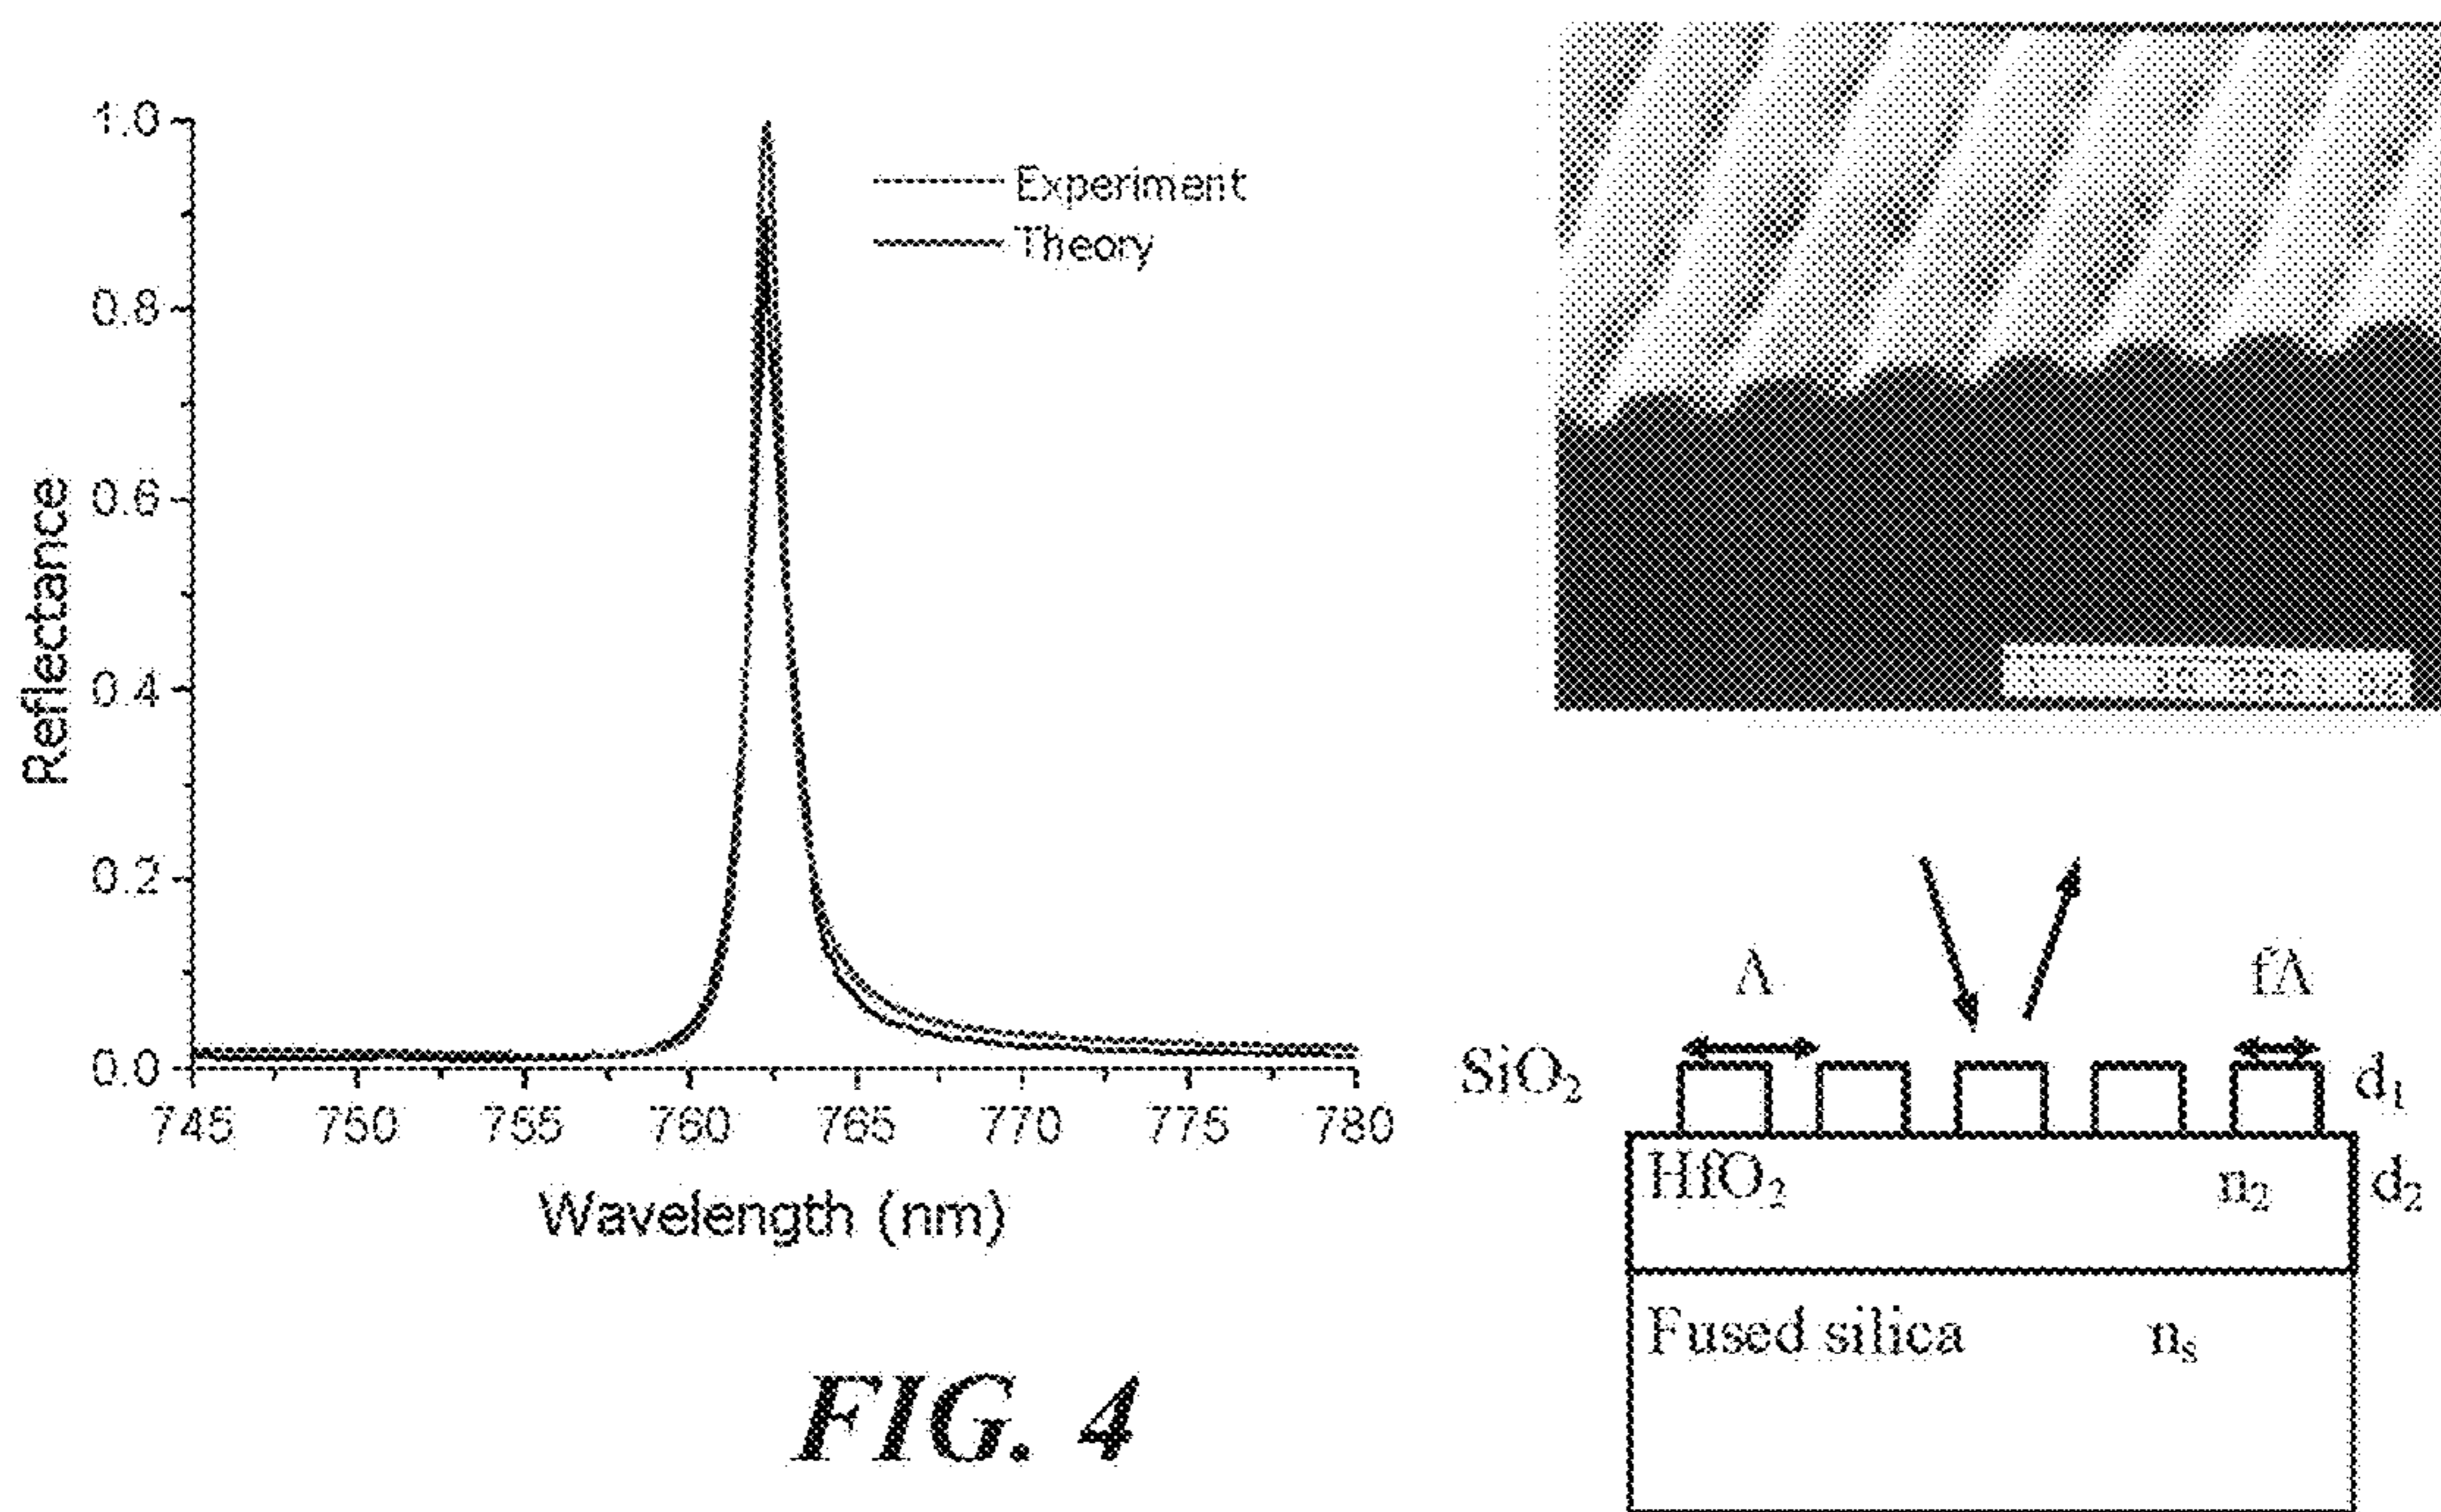 1.0
0.8
0.6
0.4
0.2
0.0
Reflectance
745 750 755 760 765 770 775 780
Wavelength (nm)
Experiment
Theory
Λ
fΛ
SiO₂
d₁
HfO₂ n₂ d₂
Fused silica nₛ
FIG. 4